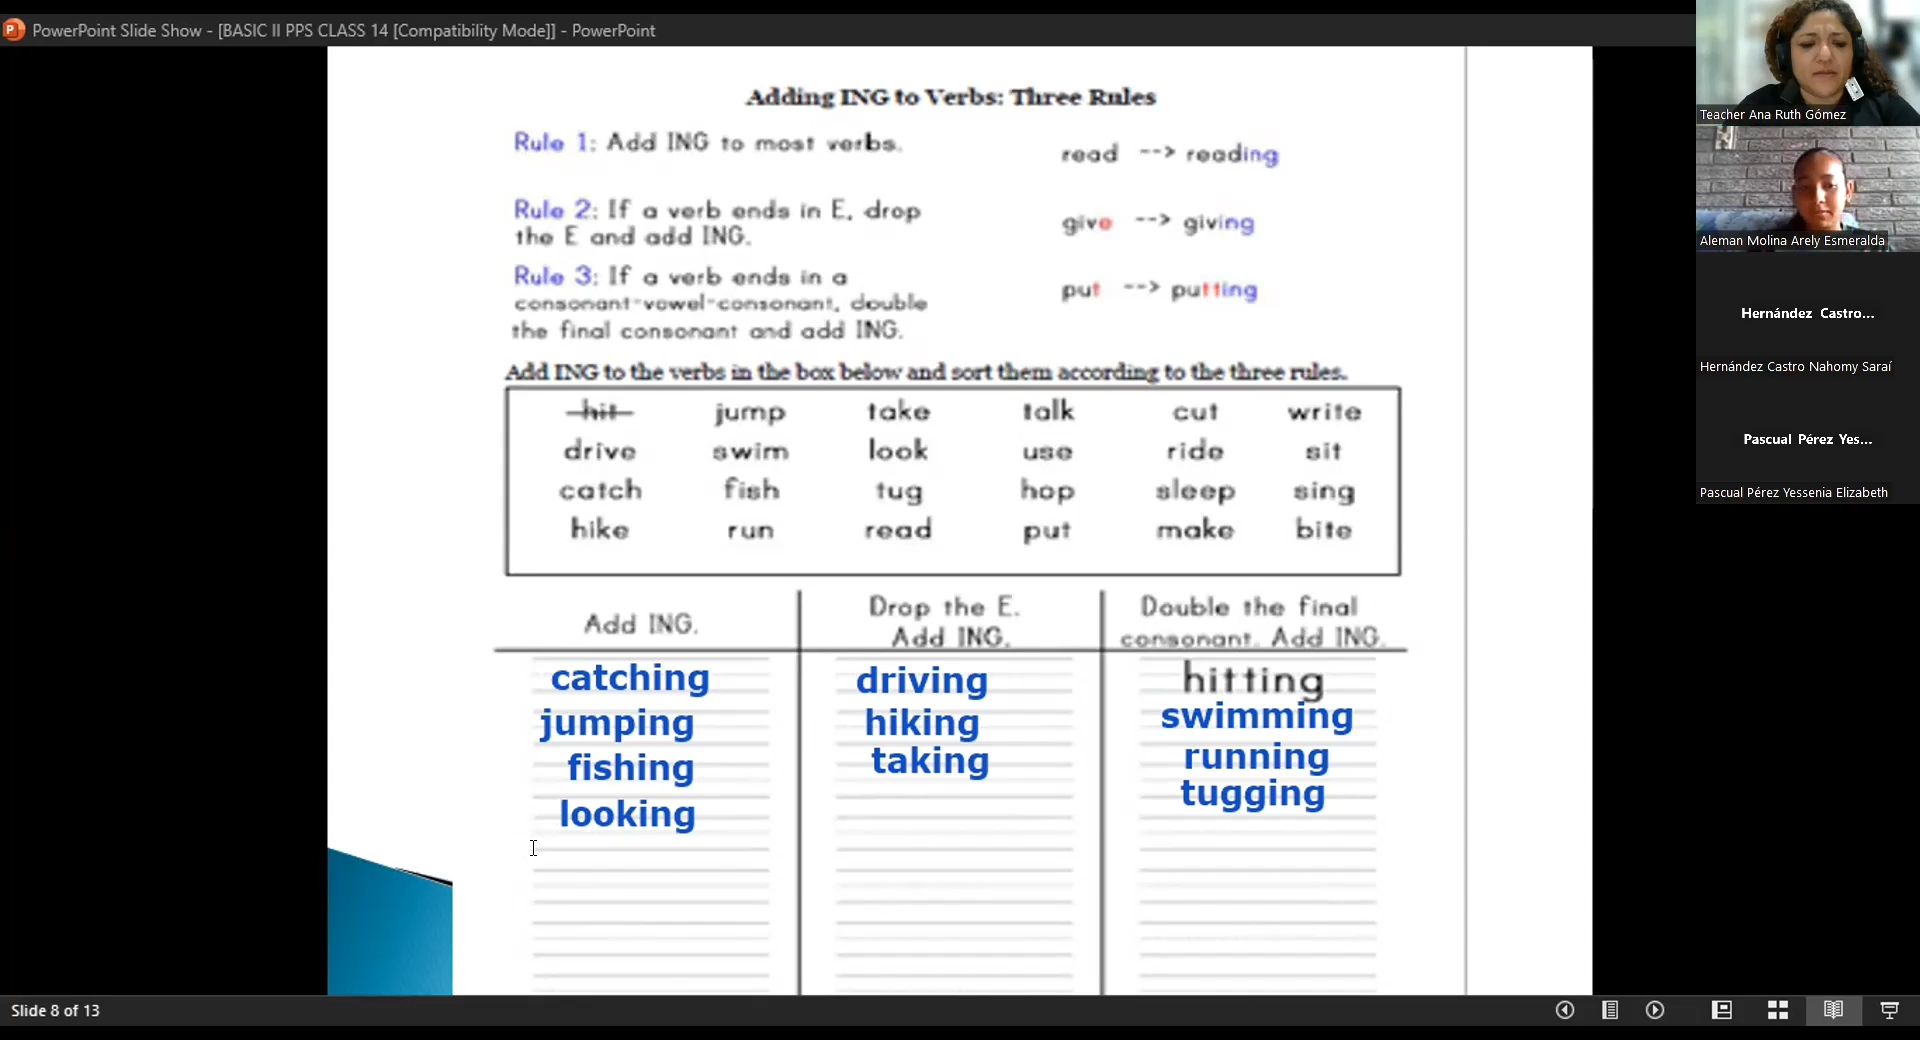 PowerPoint Slide Show - [BASIC II PPS CLASS 14 [Compatibility Mode]] - PowerPoint
Adding ING to Verbs: Three Rules
Rule 1: Add ING to most verbs.
read --> reading
Rule 2: If a verb ends in E, drop
the E and add ING.
give --> giving
Rule 3: If a verb ends in a
consonant-vowel-consonant, double
the final consonant and add ING.
put --> putting
Add ING to the verbs in the box below and sort them according to the three rules.
hit jump take talk cut write
drive swim look use ride sit
catch fish tug hop sleep sing
hike run read put make bite
Add ING.
Drop the E.
Add ING.
Double the final
consonant. Add ING.
catching
jumping
fishing
looking
driving
hiking
taking
hitting
swimming
running
tugging
Teacher Ana Ruth Gómez
Aleman Molina Arely Esmeralda
Hernández Castro...
Hernández Castro Nahomy Saraí
Pascual Pérez Yes...
Pascual Pérez Yessenia Elizabeth
Slide 8 of 13